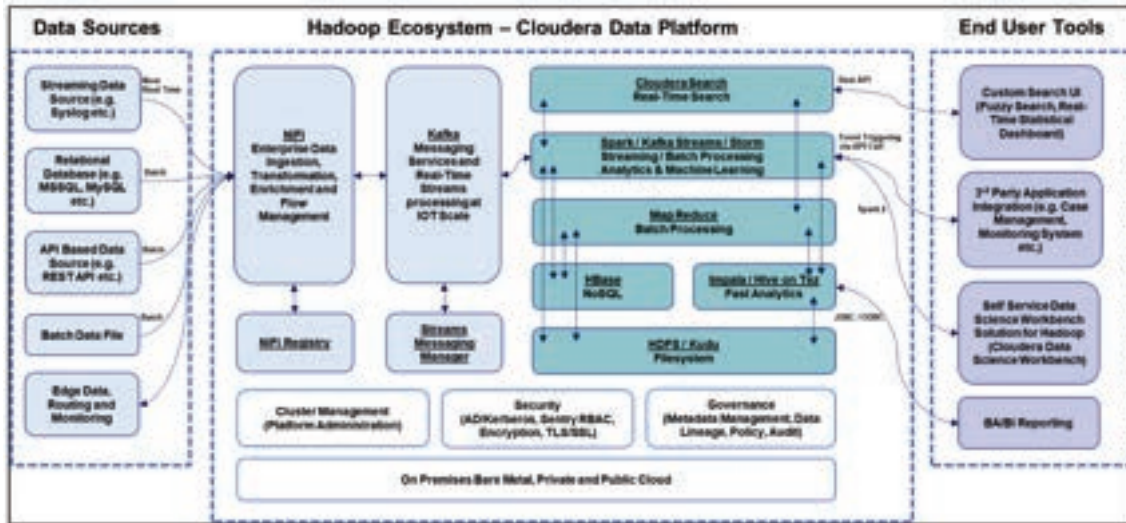 Data Sources
Hadoop Ecosystem – Cloudera Data Platform
End User Tools
Streaming Data
Source (e.g.
Syslog etc.)
Near
Real Time
Relational
Database (e.g.
MSSQL, MySQL
etc.)
Batch
API Based Data
Source (e.g.
REST API etc.)
Batch
Batch Data File
Batch
Edge Data,
Routing and
Monitoring
NiFi
Enterprise Data
Ingestion,
Transformation,
Enrichment and
Flow
Management
NiFi Registry
Kafka
Messaging
Services and
Real-Time
Streams
processing at
IOT Scale
Streams
Messaging
Manager
Cloudera Search
Real-Time Search
Spark / Kafka Streams / Storm
Streaming / Batch Processing
Analytics & Machine Learning
Map Reduce
Batch Processing
HBase
NoSQL
Impala / Hive on Tez
Fast Analytics
HDFS / Kudu
Filesystem
Cluster Management
(Platform Administration)
Security
(AD/Kerberos, Sentry RBAC,
Encryption, TLS/SSL)
Governance
(Metadata Management, Data
Lineage, Policy, Audit)
On Premises Bare Metal, Private and Public Cloud
API
Event Triggering
via API Call
Spark
JDBC / ODBC
Custom Search UI
(Fuzzy Search, Real-
Time Statistical
Dashboard)
3rd Party Application
Integration (e.g. Case
Management,
Monitoring System
etc.)
Self Service Data
Science Workbench
Solution for Hadoop
(Cloudera Data
Science Workbench)
BA/BI Reporting